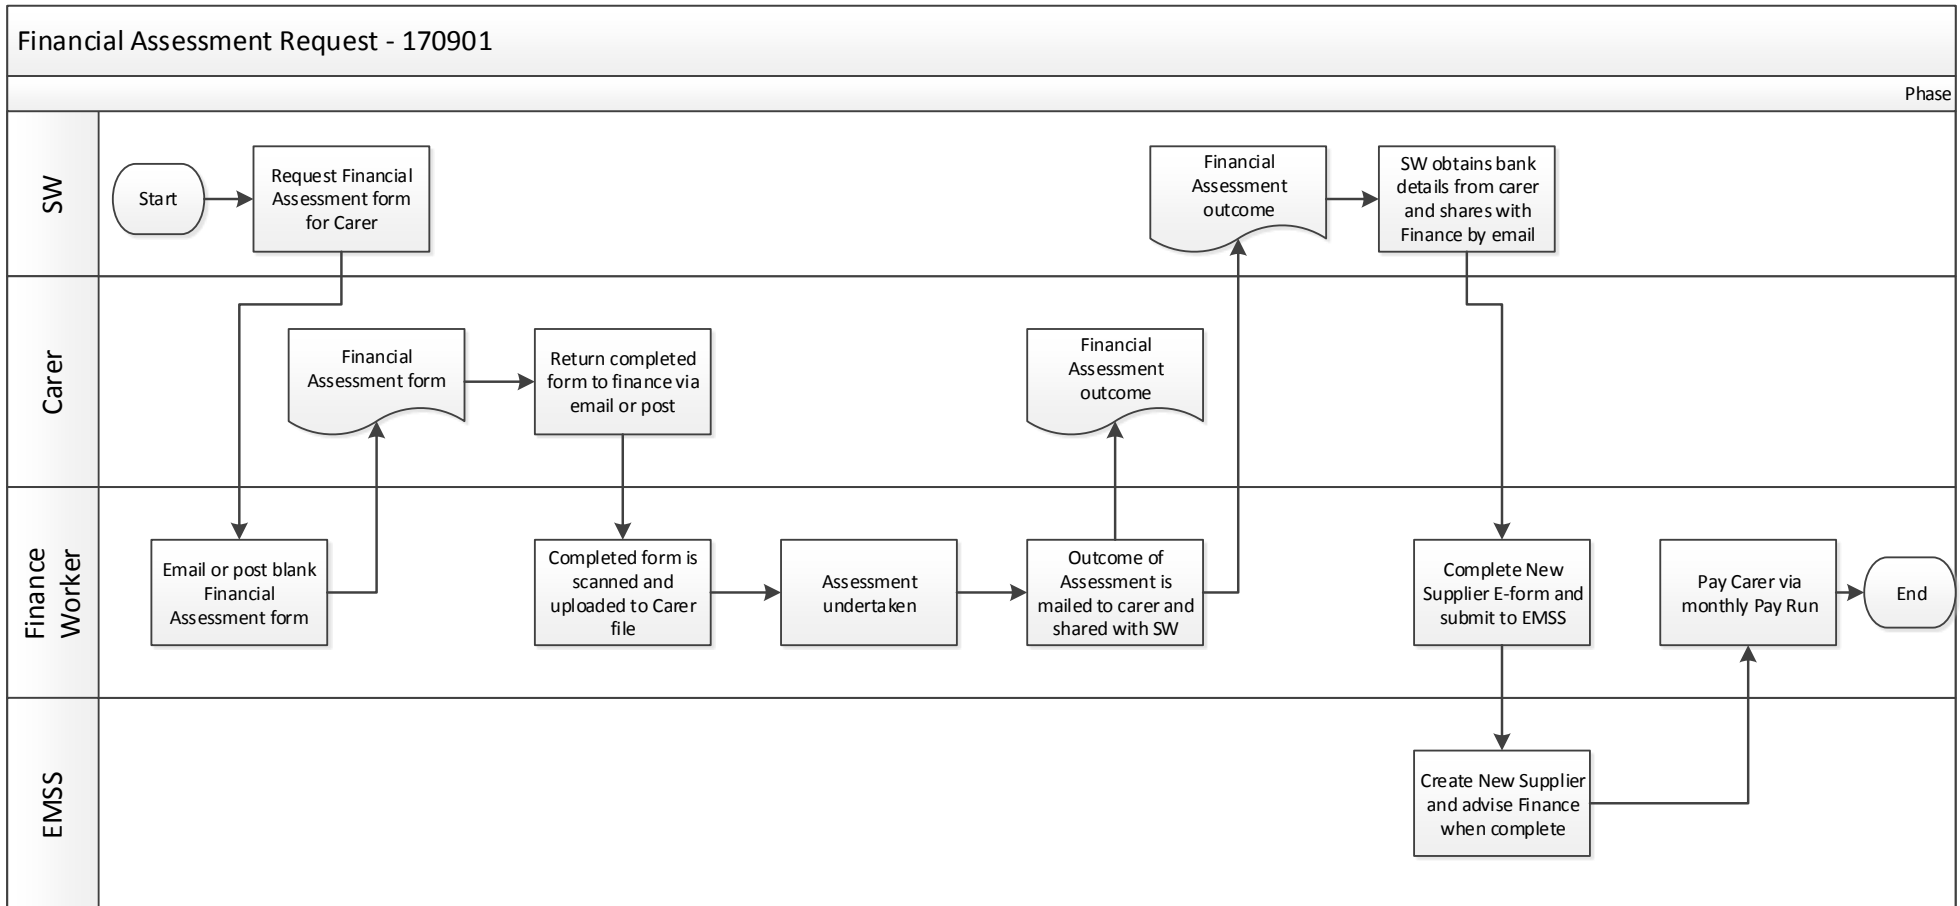 Financial Assessment Request - 170901
Phase
SW
Start
Request Financial
Assessment form
for Carer
Financial
Assessment
outcome
SW obtains bank
details from carer
and shares with
Finance by email
Carer
Financial
Assessment form
Return completed
form to finance via
email or post
Financial
Assessment
outcome
Finance
Worker
Email or post blank
Financial
Assessment form
Completed form is
scanned and
uploaded to Carer
file
Assessment
undertaken
Outcome of
Assessment is
mailed to carer and
shared with SW
Complete New
Supplier E-form and
submit to EMSS
Pay Carer via
monthly Pay Run
End
EMSS
Create New Supplier
and advise Finance
when complete